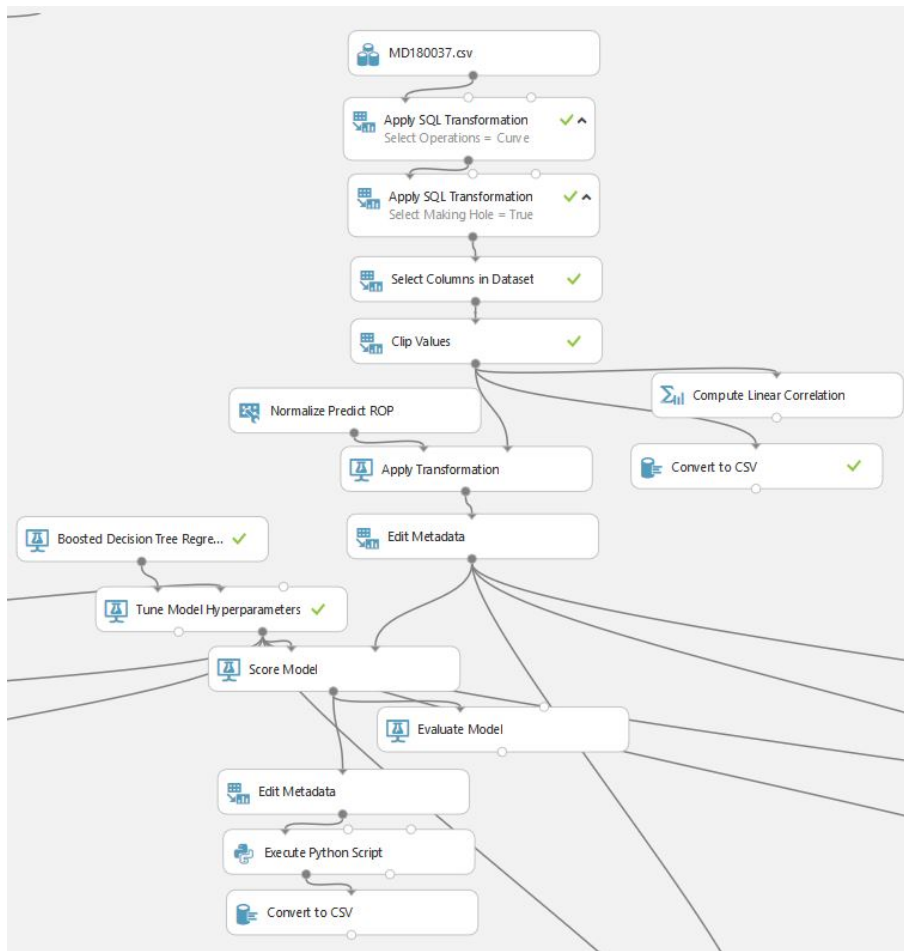 MD180037.csv
Apply SQL Transformation
Select Operations = Curve
Apply SQL Transformation
Select Making Hole = True
Select Columns in Dataset
Clip Values
Compute Linear Correlation
Normalize Predict ROP
Convert to CSV
Apply Transformation
Edit Metadata
Boosted Decision Tree Regre...
Tune Model Hyperparameters
Score Model
Evaluate Model
Edit Metadata
Execute Python Script
Convert to CSV